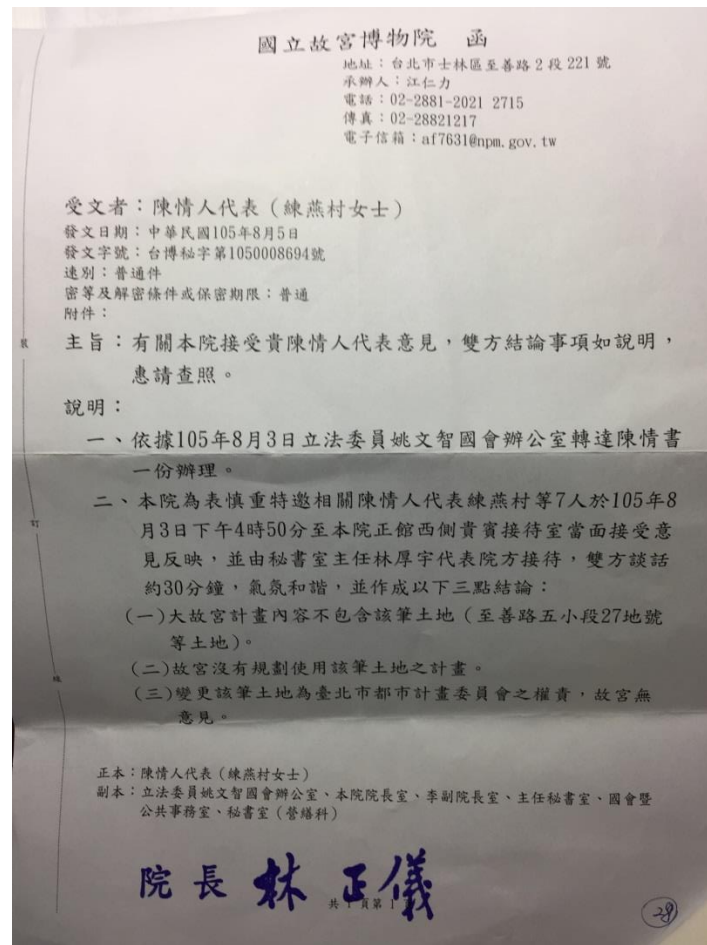 國立故宮博物院 函
地址：台北市士林區至善路2段221號
承辦人：江仁力
電話：02-2881-2021 2715
傳真：02-28821217
電子信箱：af7631@npm.gov.tw
受文者：陳情人代表（練燕村女士）
發文日期：中華民國105年8月5日
發文字號：台博秘字第1050008694號
速別：普通件
密等及解密條件或保密期限：普通
附件：
主旨：有關本院接受貴陳情人代表意見，雙方結論事項如說明，
惠請查照。
說明：
一、依據105年8月3日立法委員姚文智國會辦公室轉達陳情書
一份辦理。
二、本院為表慎重特邀相關陳情人代表練燕村等7人於105年8
月3日下午4時50分至本院正館西側貴賓接待室當面接受意
見反映，並由秘書室主任林厚宇代表院方接待，雙方談話
約30分鐘，氣氛和諧，並作成以下三點結論：
(一)大故宮計畫內容不包含該筆土地（至善路五小段27地號
等土地）。
(二)故宮沒有規劃使用該筆土地之計畫。
(三)變更該筆土地為臺北市都市計畫委員會之權責，故宮無
意見。
裝
訂
線
正本：陳情人代表（練燕村女士）
副本：立法委員姚文智國會辦公室、本院院長室、李副院長室、主任秘書室、國會暨
公共事務室、秘書室（營繕科）
院長 林正儀
共 1 頁 第 1
29